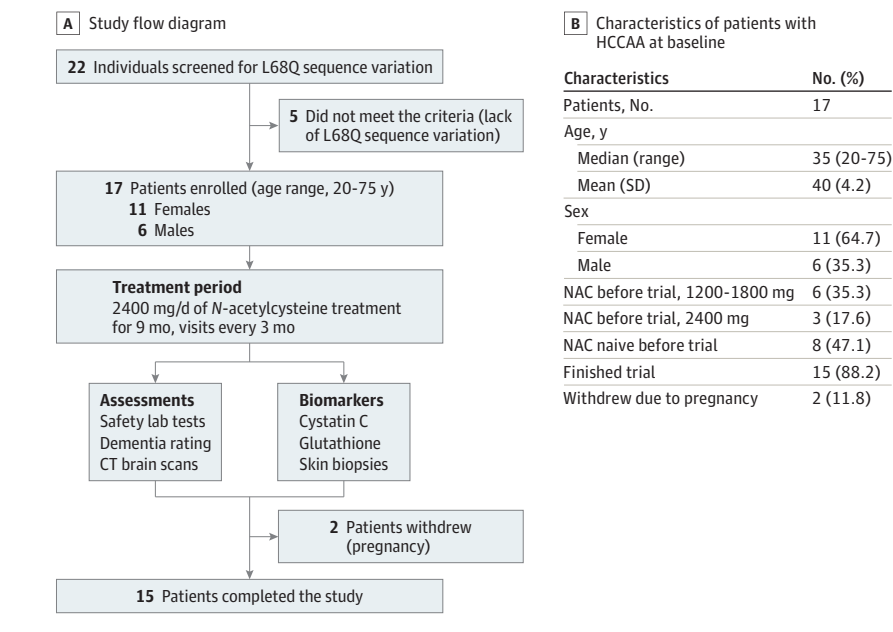 A Study flow diagram
22 Individuals screened for L68Q sequence variation
5 Did not meet the criteria (lack
of L68Q sequence variation)
17 Patients enrolled (age range, 20-75 y)
11 Females
6 Males
Treatment period
2400 mg/d of N-acetylcysteine treatment
for 9 mo, visits every 3 mo
Assessments
Safety lab tests
Dementia rating
CT brain scans
Biomarkers
Cystatin C
Glutathione
Skin biopsies
2 Patients withdrew
(pregnancy)
15 Patients completed the study
B Characteristics of patients with
HCCAA at baseline
Characteristics No. (%)
Patients, No. 17
Age, y
Median (range) 35 (20-75)
Mean (SD) 40 (4.2)
Sex
Female 11 (64.7)
Male 6 (35.3)
NAC before trial, 1200-1800 mg 6 (35.3)
NAC before trial, 2400 mg 3 (17.6)
NAC naive before trial 8 (47.1)
Finished trial 15 (88.2)
Withdrew due to pregnancy 2 (11.8)